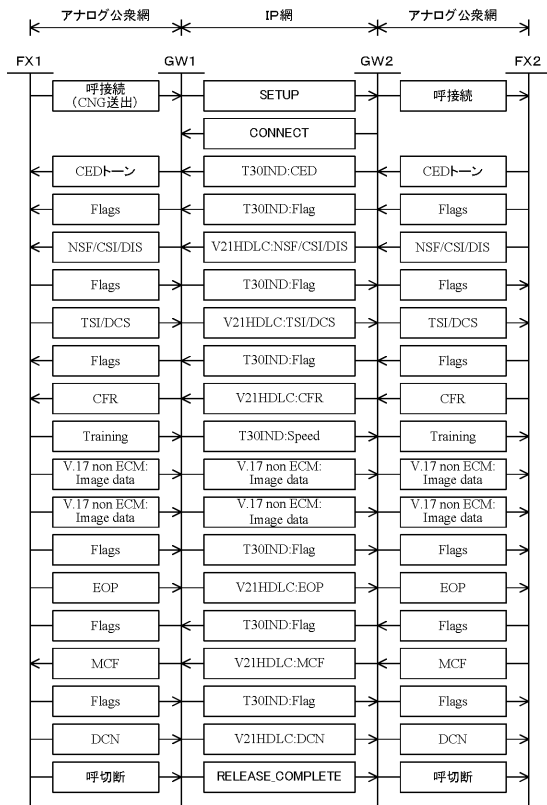 アナログ公衆網 IP網 アナログ公衆網
FX1 GW1 GW2 FX2
呼接続
(CNG送出)
SETUP
呼接続
CONNECT
CEDトーン T30IND:CED CEDトーン
Flags T30IND:Flag Flags
NSF/CSI/DIS V21HDLC:NSF/CSI/DIS NSF/CSI/DIS
Flags T30IND:Flag Flags
TSI/DCS V21HDLC:TSI/DCS TSI/DCS
Flags T30IND:Flag Flags
CFR V21HDLC:CFR CFR
Training T30IND:Speed Training
V.17 non ECM: V.17 non ECM: V.17 non ECM:
Image data Image data Image data
V.17 non ECM: V.17 non ECM: V.17 non ECM:
Image data Image data Image data
Flags T30IND:Flag Flags
EOP V21HDLC:EOP EOP
Flags T30IND:Flag Flags
MCF V21HDLC:MCF MCF
Flags T30IND:Flag Flags
DCN V21HDLC:DCN DCN
呼切断 RELEASE_COMPLETE 呼切断